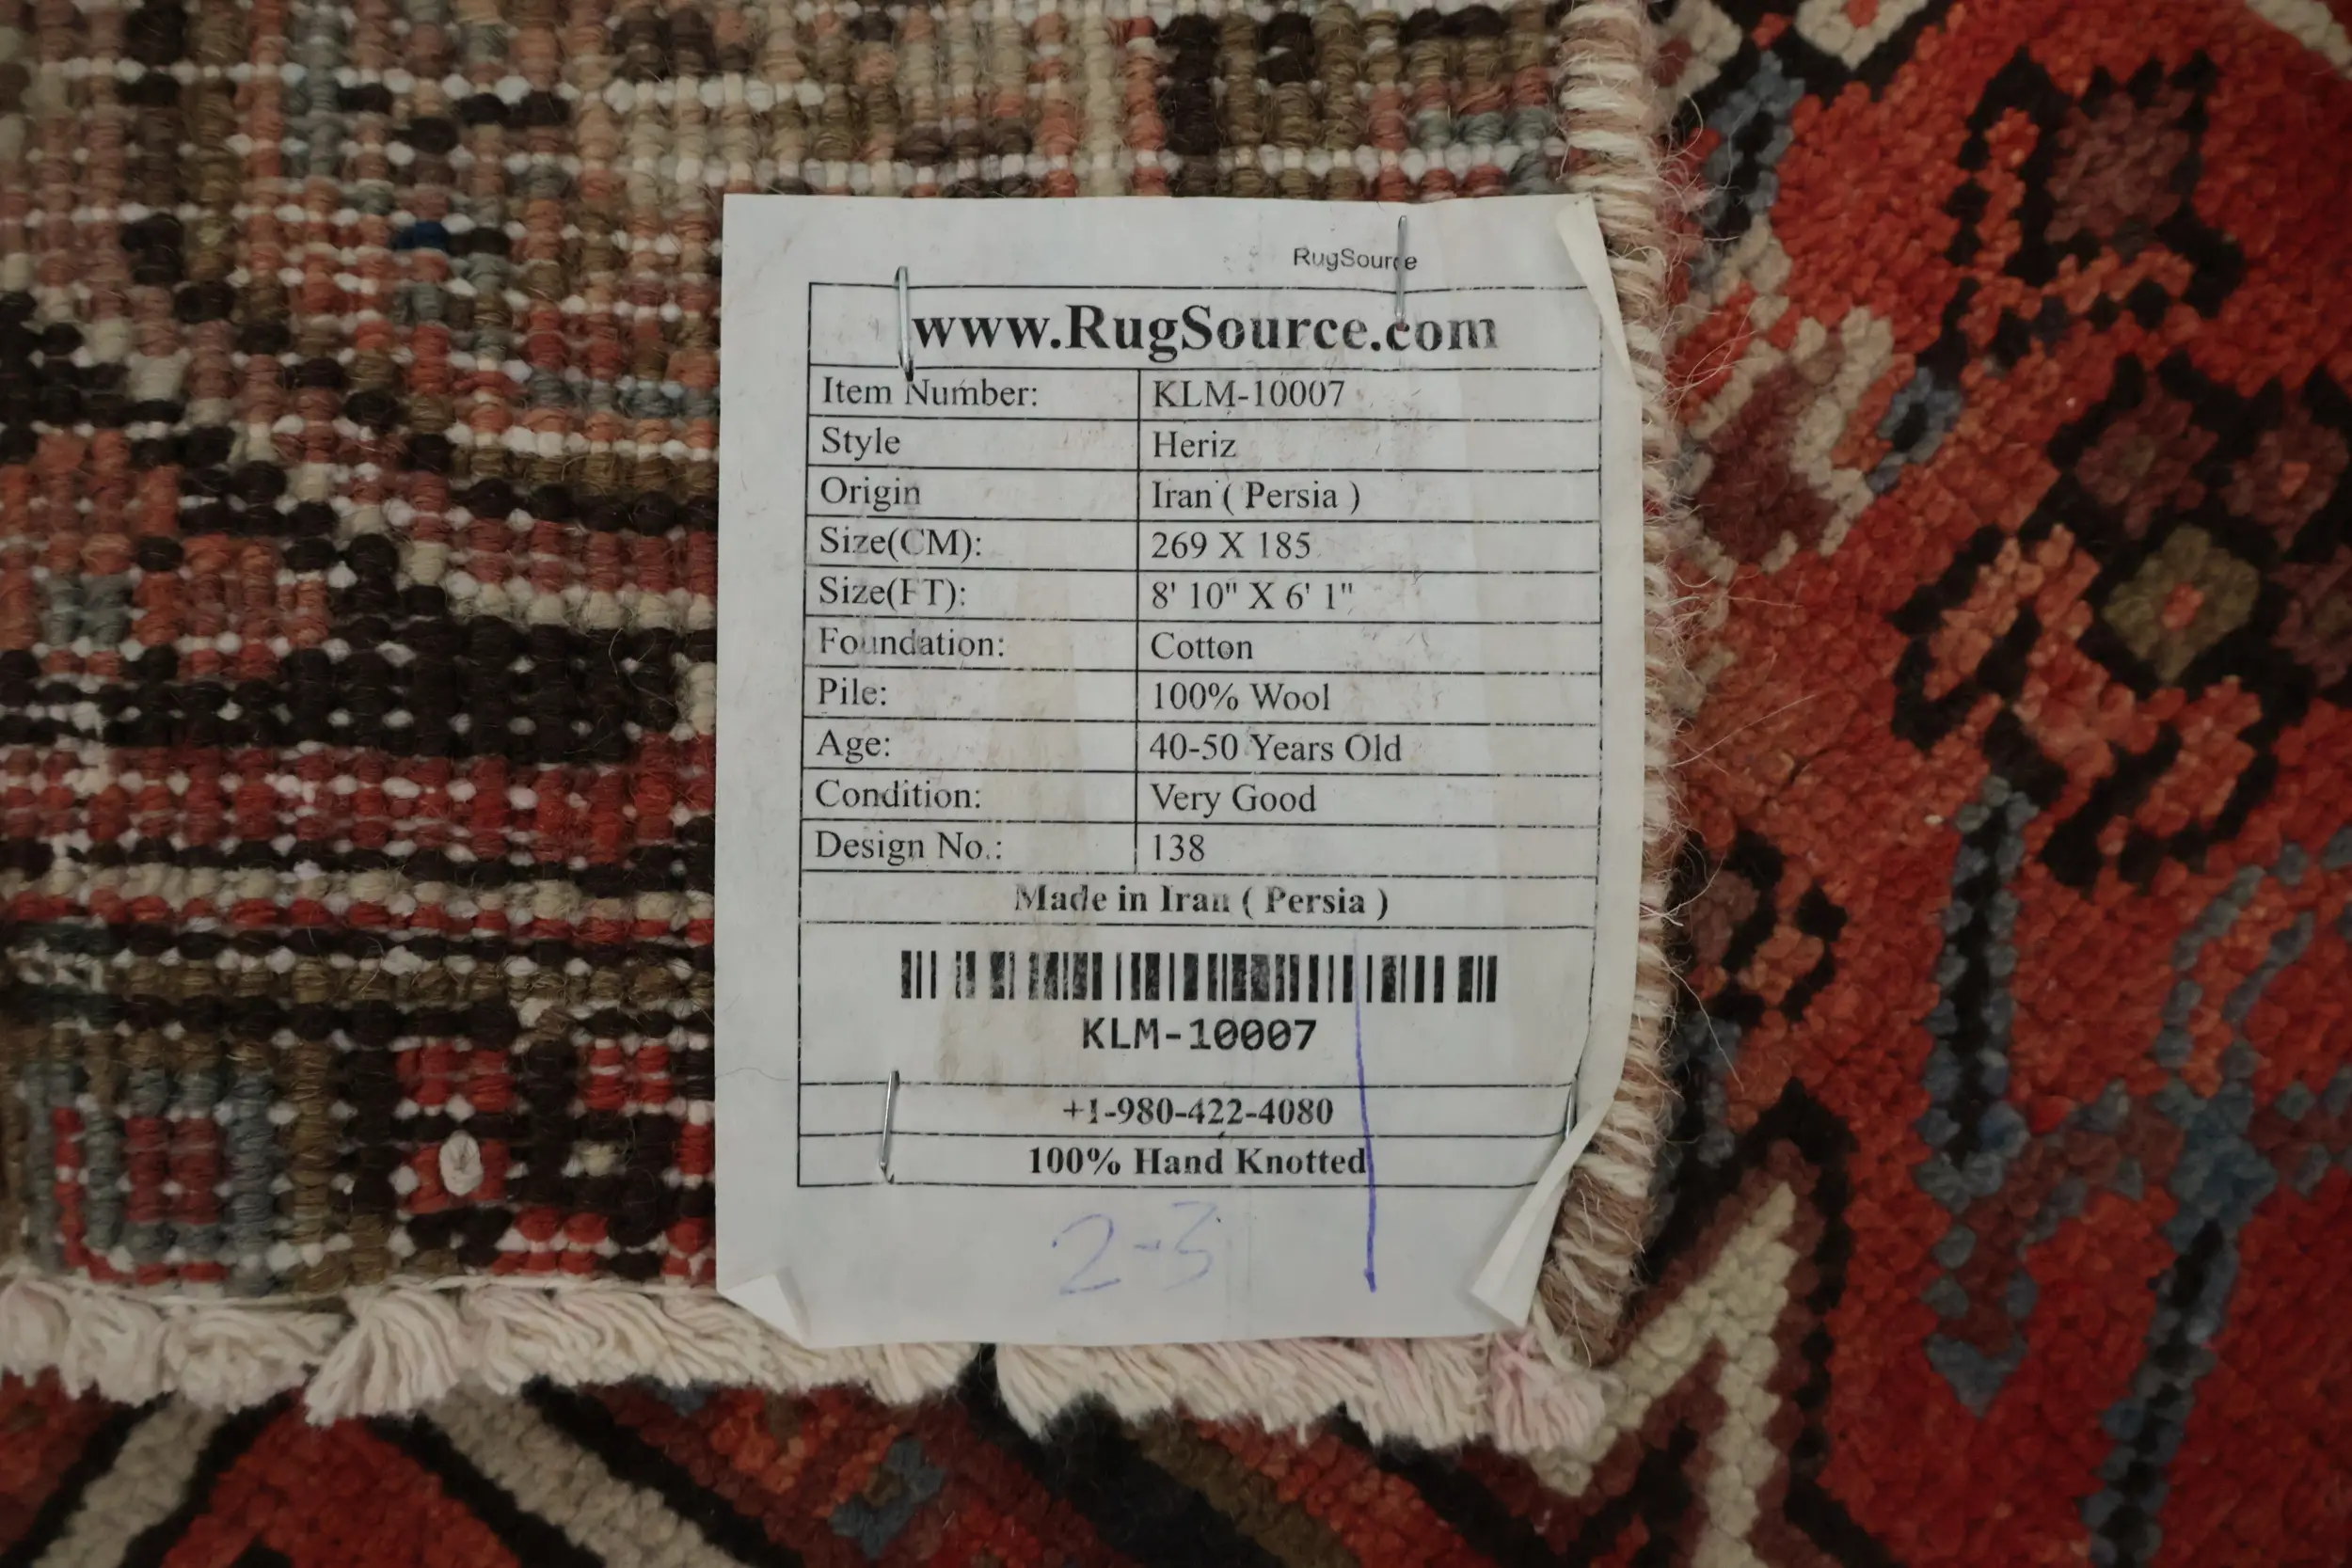 RugSource
www.RugSource.com
Item Number: KLM-10007
Style Heriz
Origin Iran ( Persia )
Size(CM): 269 X 185
Size(FT): 8' 10" X 6' 1"
Foundation: Cotton
Pile: 100% Wool
Age: 40-50 Years Old
Condition: Very Good
Design No.: 138
Made in Iran ( Persia )
KLM-10007
+1-980-422-4080
100% Hand Knotted
2-3